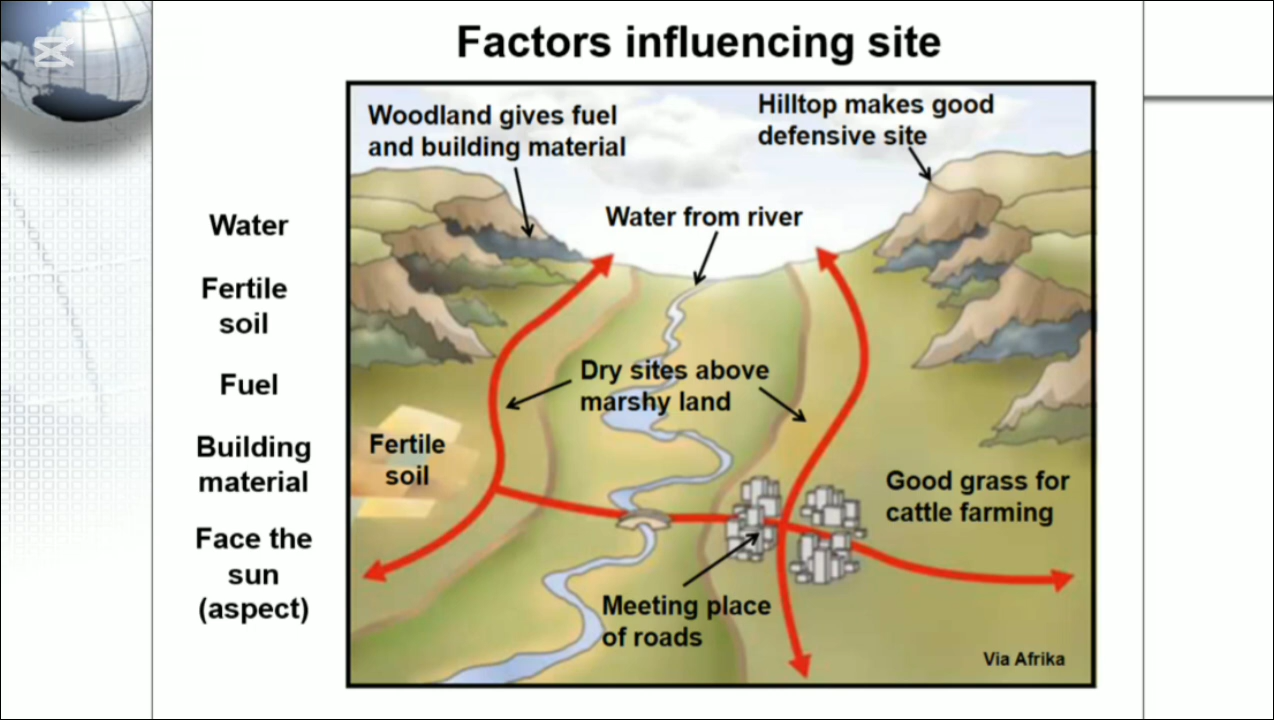 Factors influencing site
Woodland gives fuel
and building material
Hilltop makes good
defensive site
Water from river
Water
Fertile
soil
Fuel
Building
material
Face the
sun
(aspect)
Dry sites above
marshy land
Fertile
soil
Good grass for
cattle farming
Meeting place
of roads
Via Afrika